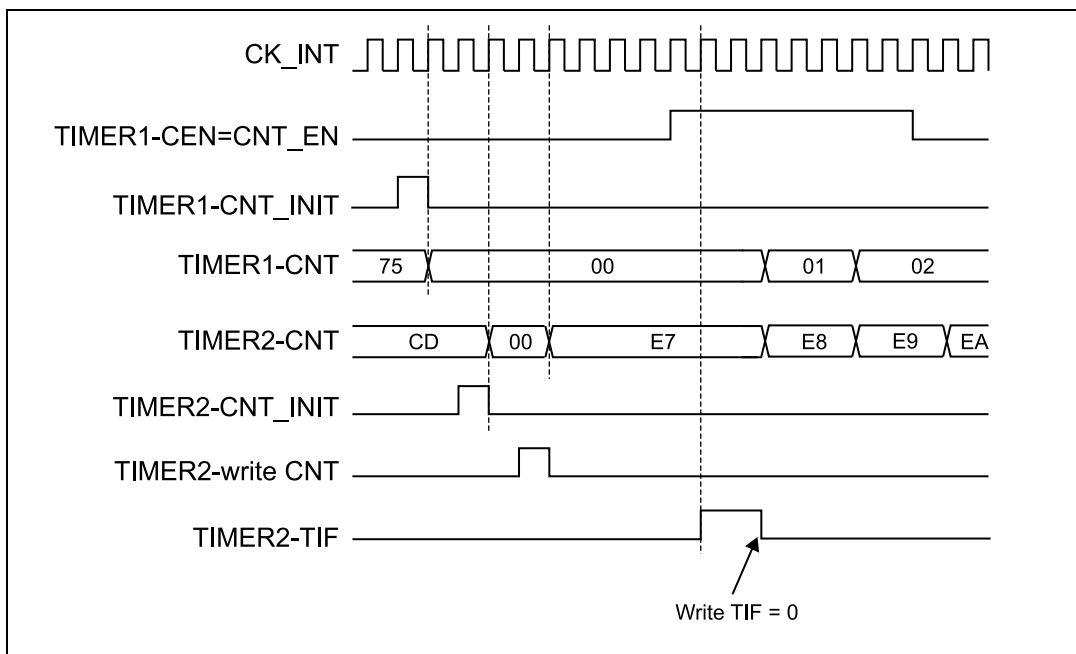 CK_INT
TIMER1-CEN=CNT_EN
TIMER1-CNT_INIT
TIMER1-CNT 75 00 01 02
TIMER2-CNT CD 00 E7 E8 E9 EA
TIMER2-CNT_INIT
TIMER2-write CNT
TIMER2-TIF
Write TIF = 0